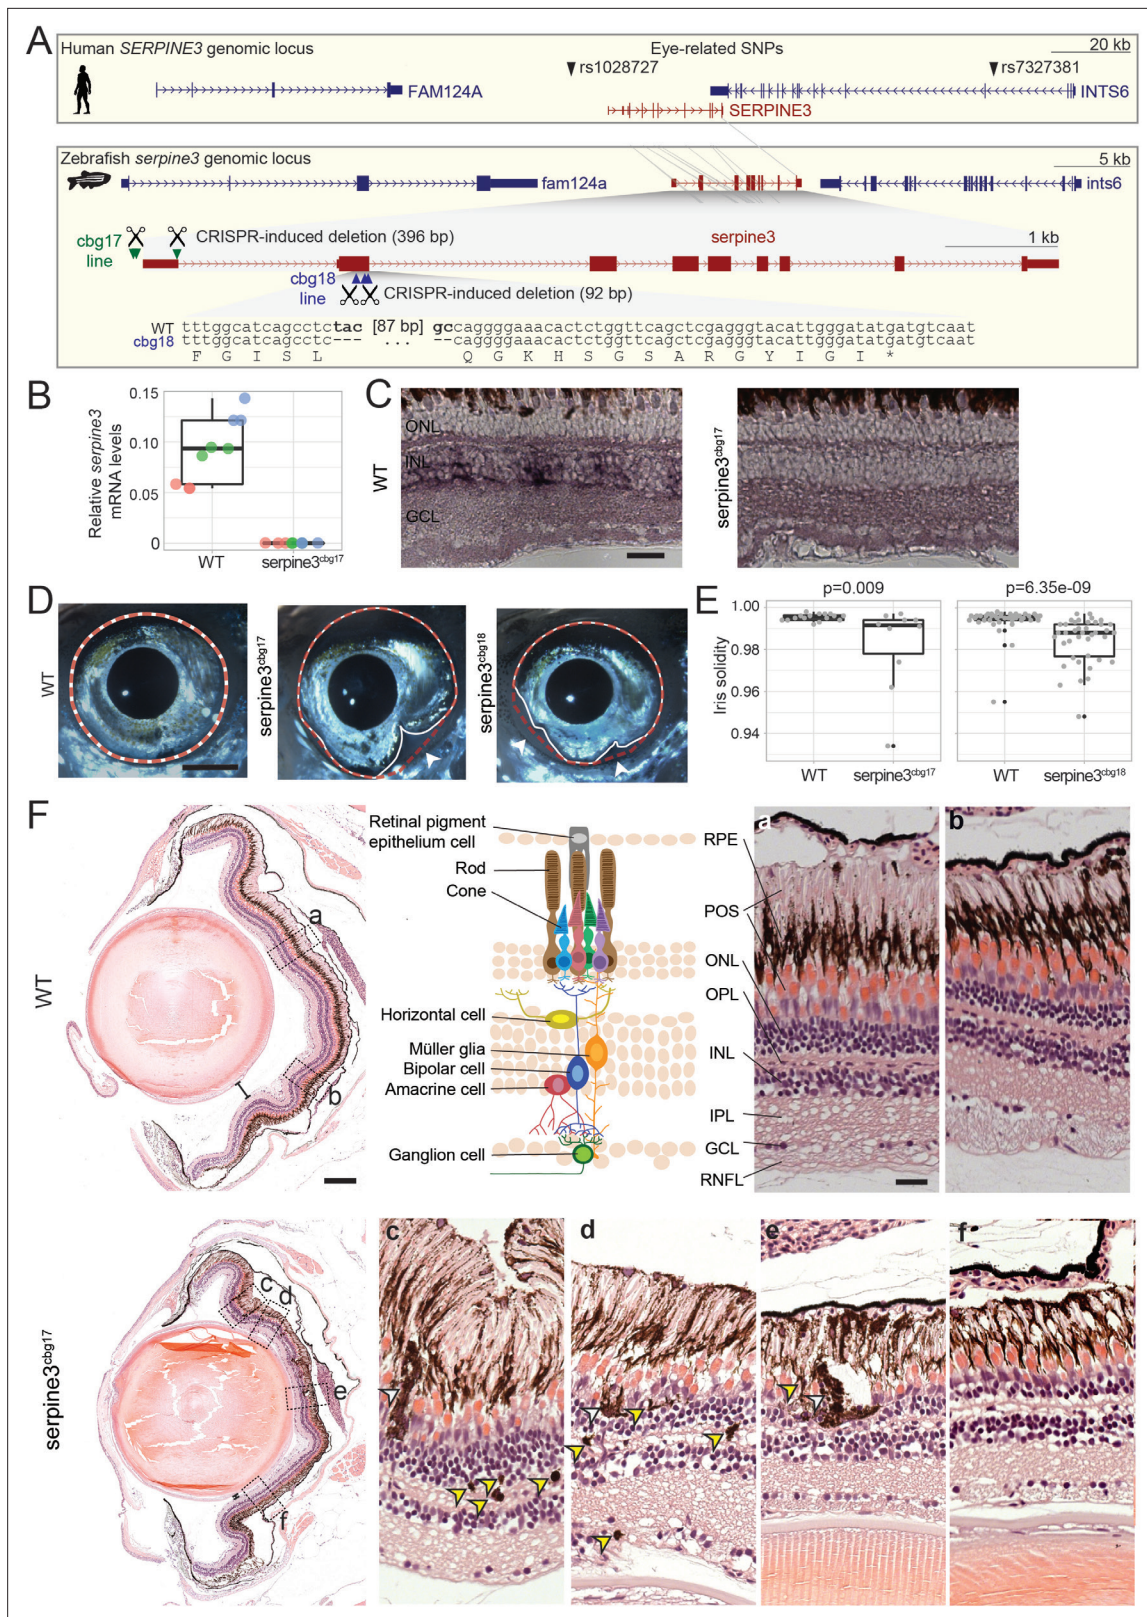 A
Human SERPINE3 genomic locus
Eye-related SNPs
20 kb
rs1028727
rs7327381
FAM124A
INTS6
SERPINE3
Zebrafish serpine3 genomic locus
5 kb
fam124a
ints6
cbg17
line
CRISPR-induced deletion (396 bp)
serpine3
1 kb
cbg18
line
CRISPR-induced deletion (92 bp)
WT tttggcatcagcctctac [87 bp] gccaggggaaacactctggttcagctcgagggtacattgggatatgatgtcaat
cbg18 tttggcatcagcctc--- ... --caggggaaacactctggttcagctcgagggtacattgggatatgatgtcaat
F G I S L Q G K H S G S A R G Y I G I *
B
Relative serpine3
mRNA levels
0.15
0.10
0.05
0
WT
serpine3cbg17
C
WT
ONL
INL
GCL
serpine3cbg17
D
WT
serpine3cbg17
serpine3cbg18
E
p=0.009
p=6.35e-09
Iris solidity
1.00
0.98
0.96
0.94
WT
serpine3cbg17
WT
serpine3cbg18
F
WT
a
b
Retinal pigment
epithelium cell
Rod
Cone
Horizontal cell
Müller glia
Bipolar cell
Amacrine cell
Ganglion cell
RPE
POS
ONL
OPL
INL
IPL
GCL
RNFL
a
b
serpine3cbg17
c
d
e
f
c
d
e
f